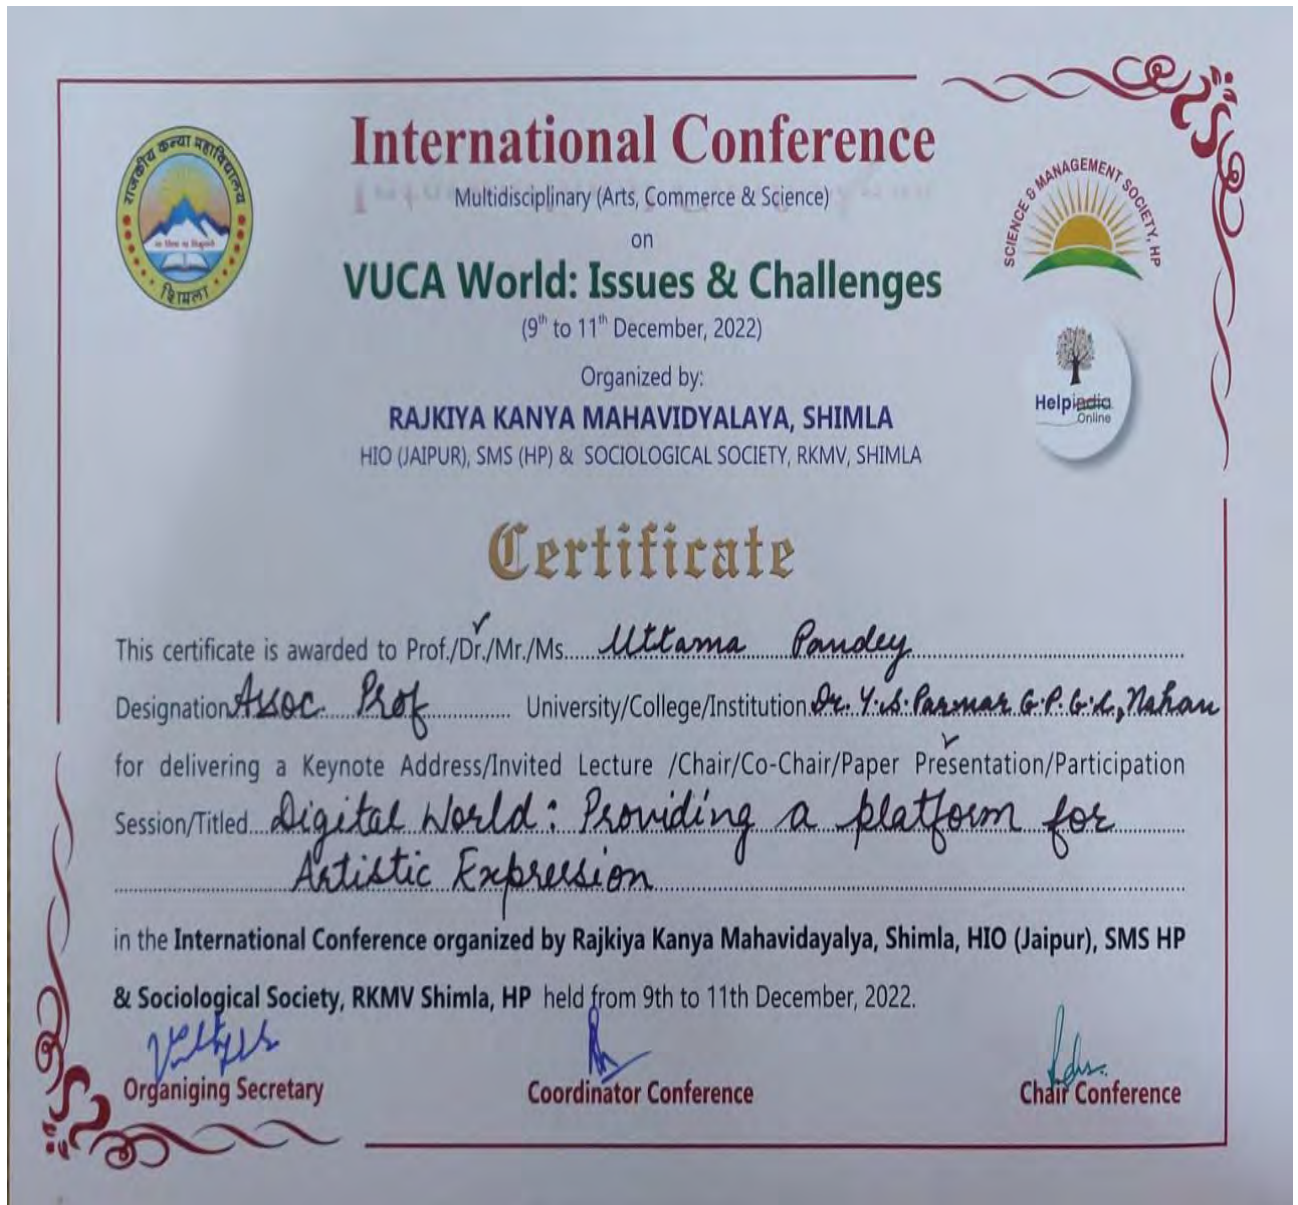 International Conference
Multidisciplinary (Arts, Commerce & Science)
on
VUCA World: Issues & Challenges
(9th to 11th December, 2022)
Organized by:
RAJKIYA KANYA MAHAVIDYALAYA, SHIMLA
HIO (JAIPUR), SMS (HP) & SOCIOLOGICAL SOCIETY, RKMV, SHIMLA
राजकीय कन्या महाविद्यालय
शिमला
SCIENCE & MANAGEMENT SOCIETY, HP
Helpindia
Online
Certificate
This certificate is awarded to Prof./Dr./Mr./Ms. Uttama Pandey
Designation Assoc. Prof University/College/Institution Dr. Y.S. Parmar G.P.G.C, Nahan
for delivering a Keynote Address/Invited Lecture /Chair/Co-Chair/Paper Presentation/Participation
Session/Titled Digital World: Providing a platform for
Artistic Expression
in the International Conference organized by Rajkiya Kanya Mahavidayalya, Shimla, HIO (Jaipur), SMS HP
& Sociological Society, RKMV Shimla, HP held from 9th to 11th December, 2022.
Organiging Secretary
Coordinator Conference
Chair Conference